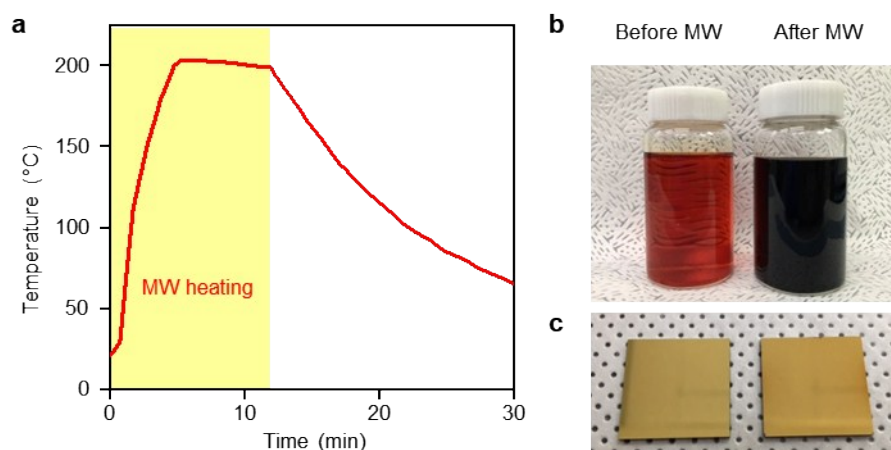 a
200
150
100
50
0
Temperature (°C)
MW heating
0
10
20
30
Time (min)
b
Before MW
After MW
c